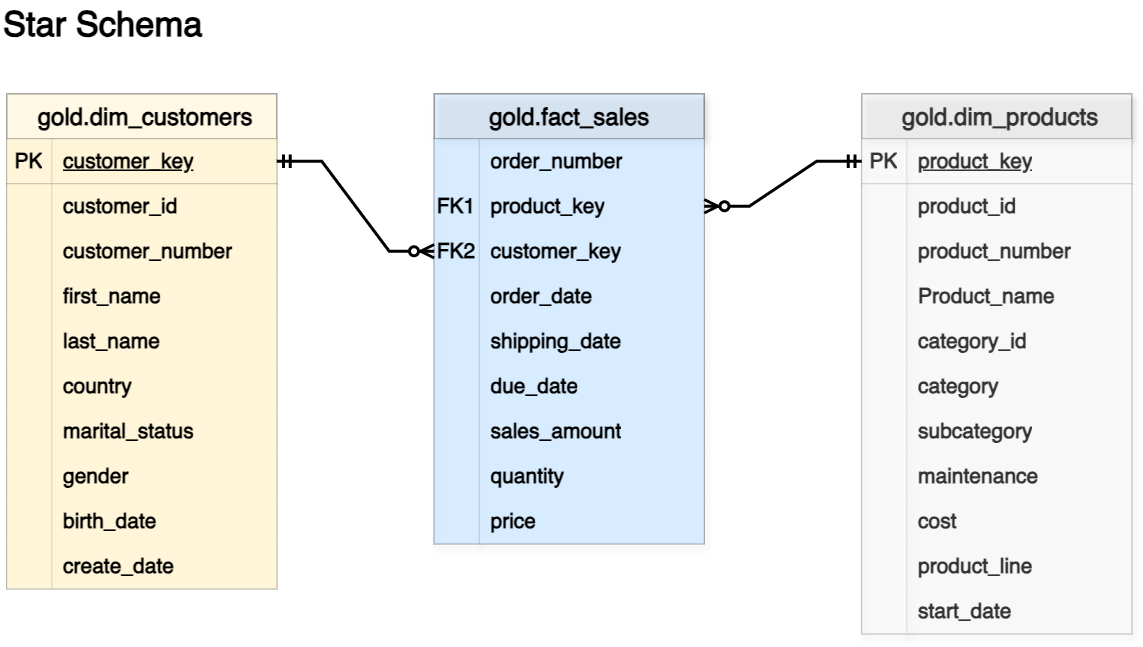 Star Schema
gold.dim_customers
PK customer_key
customer_id
customer_number
first_name
last_name
country
marital_status
gender
birth_date
create_date
gold.fact_sales
order_number
FK1 product_key
FK2 customer_key
order_date
shipping_date
due_date
sales_amount
quantity
price
gold.dim_products
PK product_key
product_id
product_number
Product_name
category_id
category
subcategory
maintenance
cost
product_line
start_date